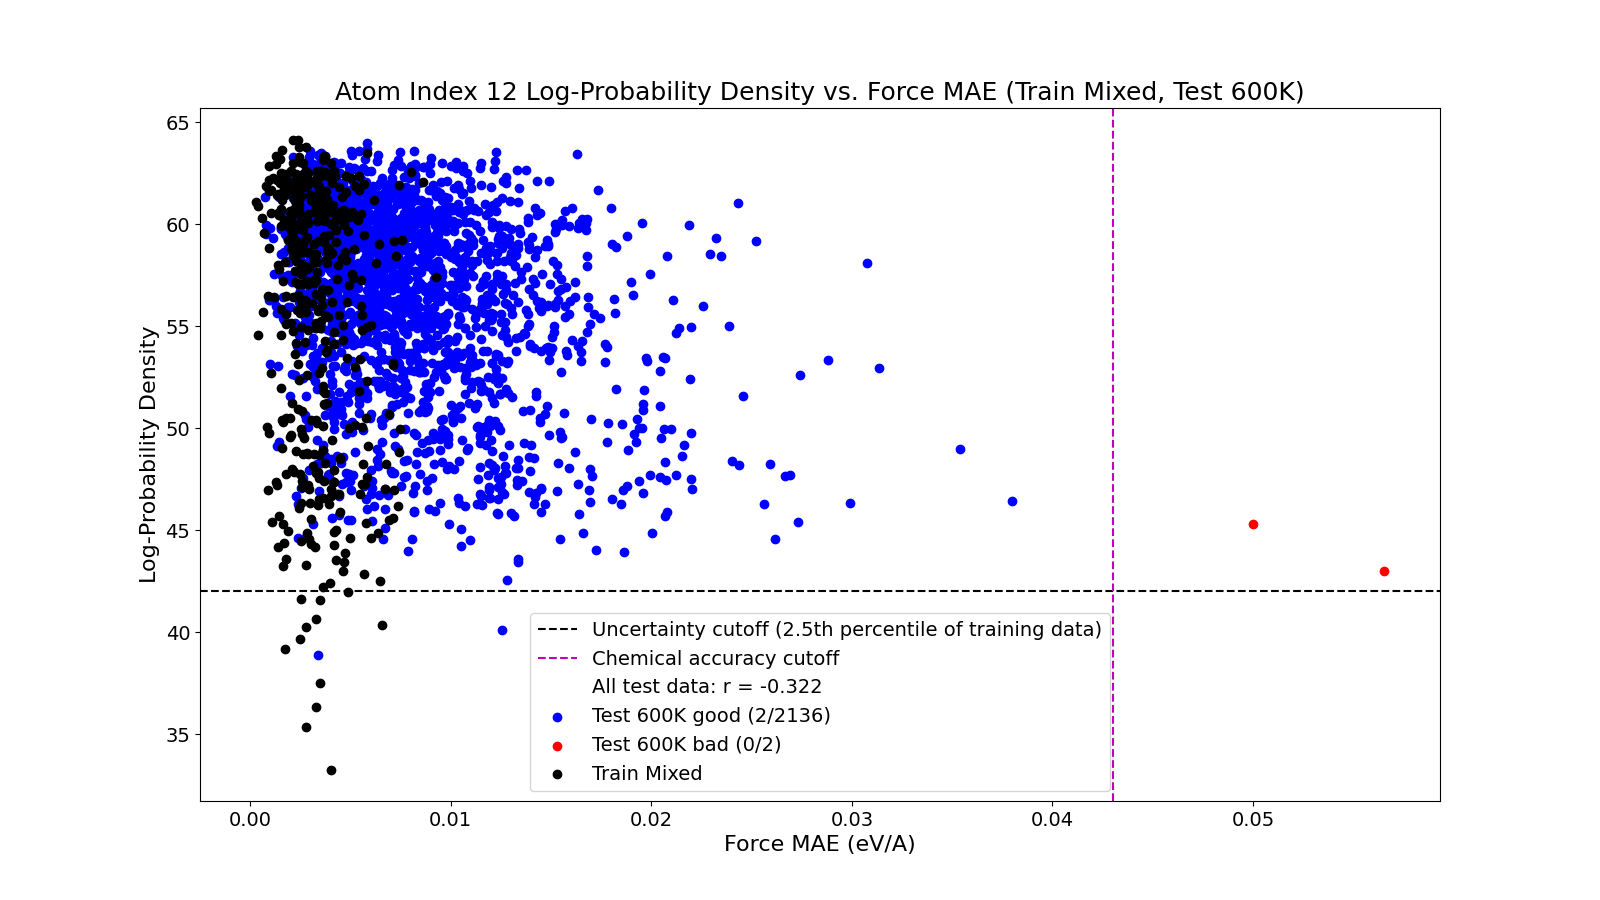 Atom Index 12 Log-Probability Density vs. Force MAE (Train Mixed, Test 600K)
Log-Probability Density
65
60
55
50
45
40
35
Uncertainty cutoff (2.5th percentile of training data)
Chemical accuracy cutoff
All test data: r = -0.322
Test 600K good (2/2136)
Test 600K bad (0/2)
Train Mixed
0.00 0.01 0.02 0.03 0.04 0.05
Force MAE (eV/A)